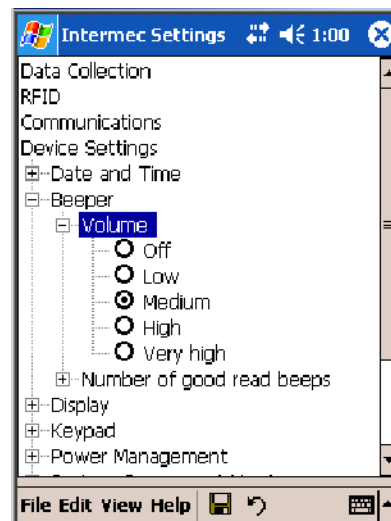 Intermec Settings 1:00
Data Collection
RFID
Communications
Device Settings
Date and Time
Beeper
Volume
Off
Low
Medium
High
Very high
Number of good read beeps
Display
Keypad
Power Management
File Edit View Help